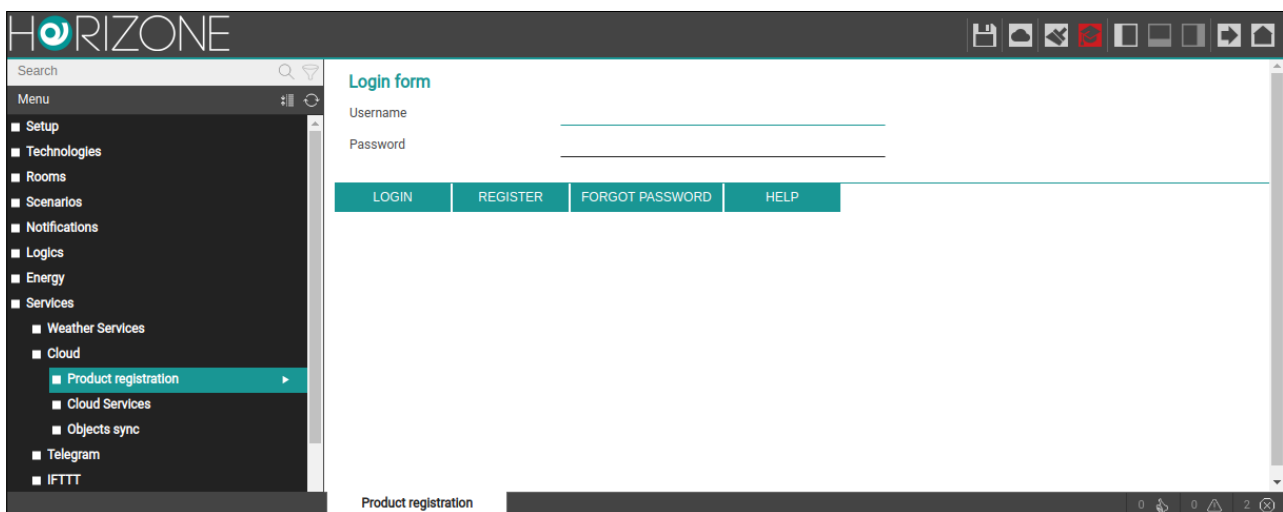 HORIZONE
Search
Menu
Setup
Technologies
Rooms
Scenarios
Notifications
Logics
Energy
Services
Weather Services
Cloud
Product registration
Cloud Services
Objects sync
Telegram
IFTTT
Login form
Username
Password
LOGIN REGISTER FORGOT PASSWORD HELP
Product registration
0 0 2